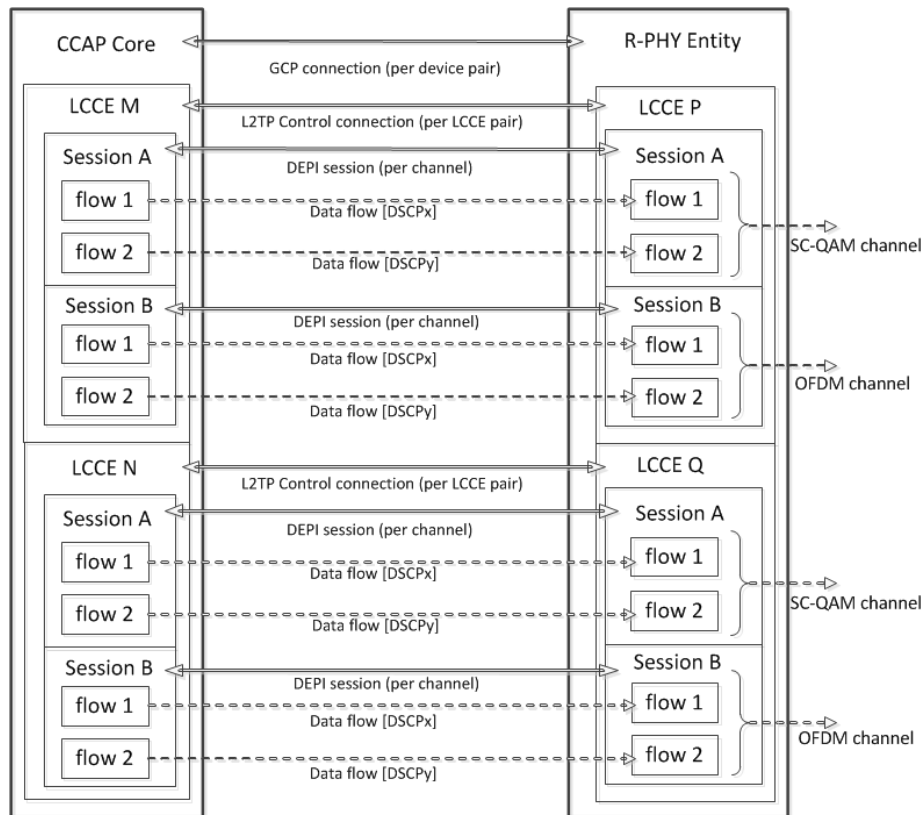 CCAP Core
R-PHY Entity
GCP connection (per device pair)
LCCE M
LCCE P
L2TP Control connection (per LCCE pair)
Session A
Session A
DEPI session (per channel)
flow 1
flow 1
Data flow [DSCPx]
SC-QAM channel
flow 2
flow 2
Data flow [DSCPy]
Session B
Session B
DEPI session (per channel)
flow 1
flow 1
Data flow [DSCPx]
OFDM channel
flow 2
flow 2
Data flow [DSCPy]
LCCE N
LCCE Q
L2TP Control connection (per LCCE pair)
Session A
Session A
DEPI session (per channel)
flow 1
flow 1
Data flow [DSCPx]
SC-QAM channel
flow 2
flow 2
Data flow [DSCPy]
Session B
Session B
DEPI session (per channel)
flow 1
flow 1
Data flow [DSCPx]
OFDM channel
flow 2
flow 2
Data flow [DSCPy]